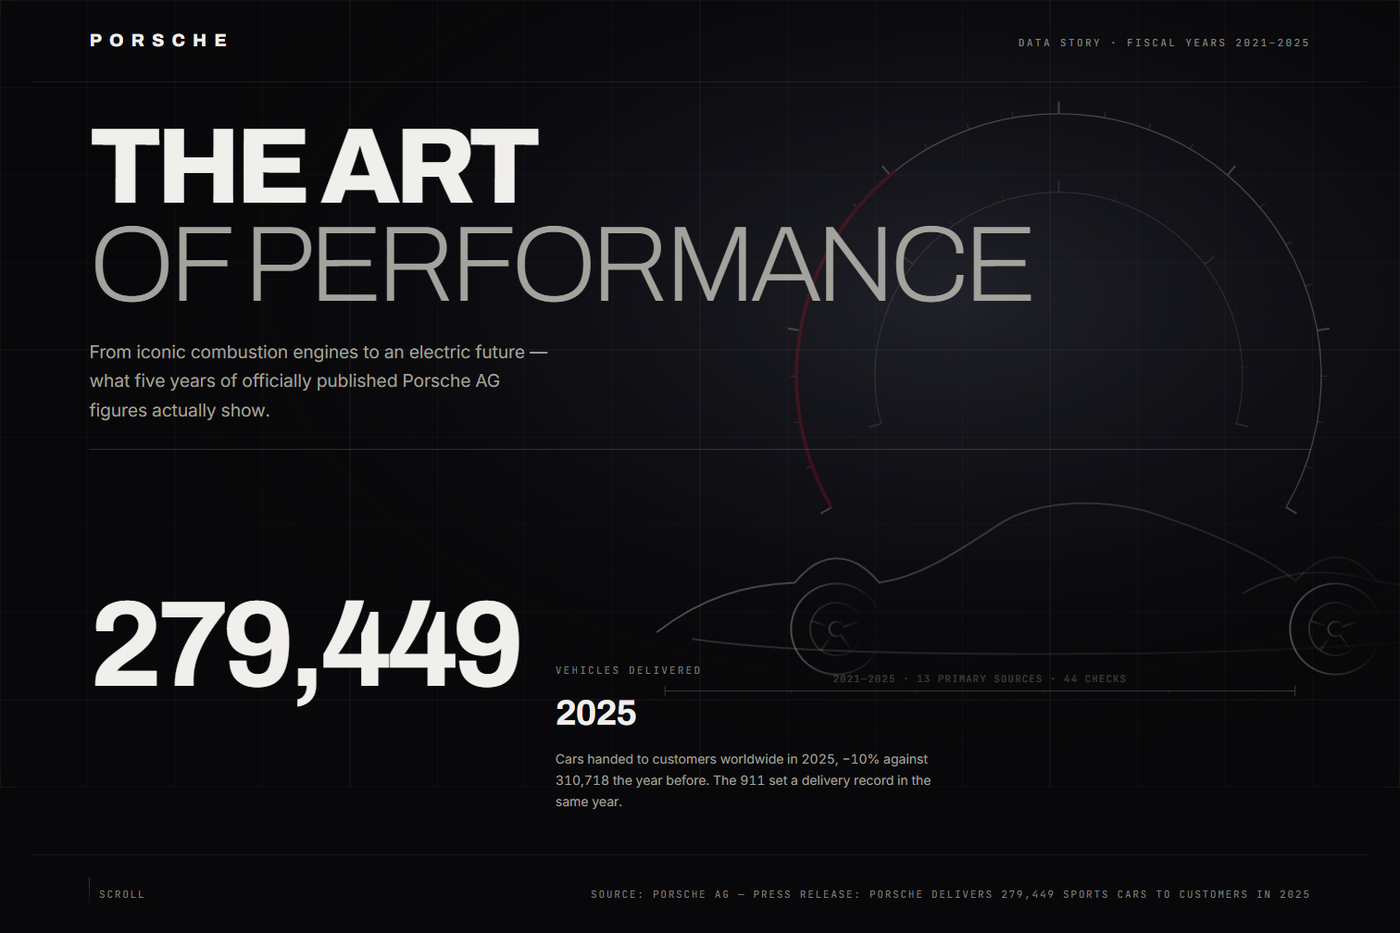 PORSCHE
DATA STORY · FISCAL YEARS 2021–2025
THE ART
OF PERFORMANCE
From iconic combustion engines to an electric future —
what five years of officially published Porsche AG
figures actually show.
279,449
VEHICLES DELIVERED
2021—2025 · 13 PRIMARY SOURCES · 44 CHECKS
2025
Cars handed to customers worldwide in 2025, −10% against
310,718 the year before. The 911 set a delivery record in the
same year.
SCROLL
SOURCE: PORSCHE AG — PRESS RELEASE: PORSCHE DELIVERS 279,449 SPORTS CARS TO CUSTOMERS IN 2025